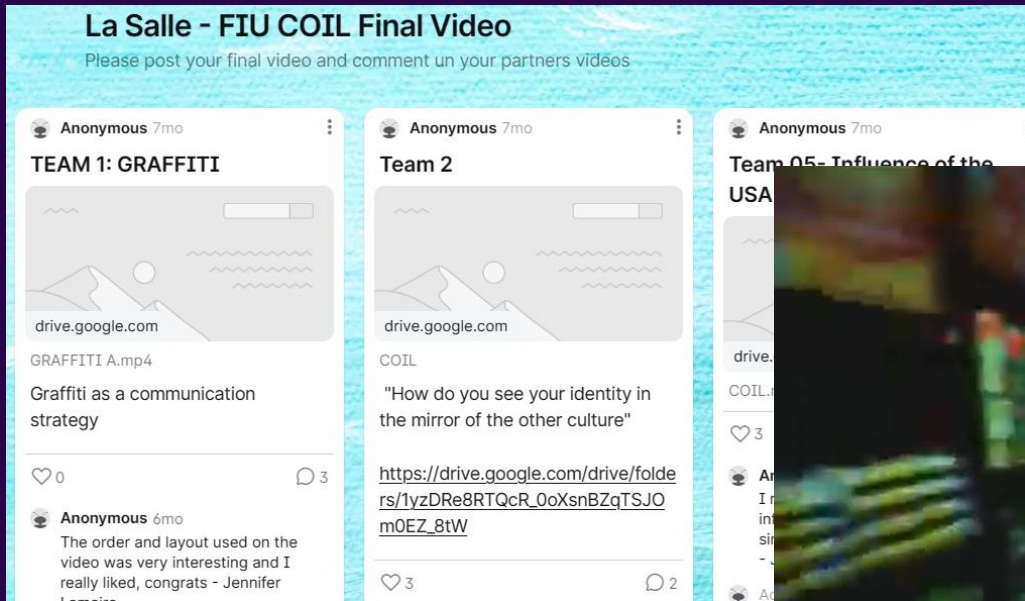 La Salle - FIU COIL Final Video
Please post your final video and comment un your partners videos
Anonymous 7mo
TEAM 1: GRAFFITI
drive.google.com
GRAFFITI A.mp4
Graffiti as a communication
strategy
0 3
Anonymous 6mo
The order and layout used on the
video was very interesting and I
really liked, congrats - Jennifer
Anonymous 7mo
Team 2
drive.google.com
COIL
"How do you see your identity in
the mirror of the other culture"
https://drive.google.com/drive/folde
rs/1yzDRe8RTQcR_0oXsnBZqTSJO
m0EZ_8tW
3 2
Anonymous 7mo
Team 05- Influence of the
USA
drive.
COIL.
3